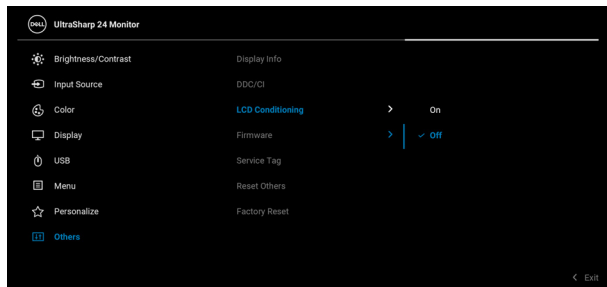 DELL UltraSharp 24 Monitor
Brightness/Contrast Display Info
Input Source DDC/CI
Color LCD Conditioning > On
Display Firmware > ✓ Off
USB Service Tag
Menu Reset Others
Personalize Factory Reset
Others
< Exit